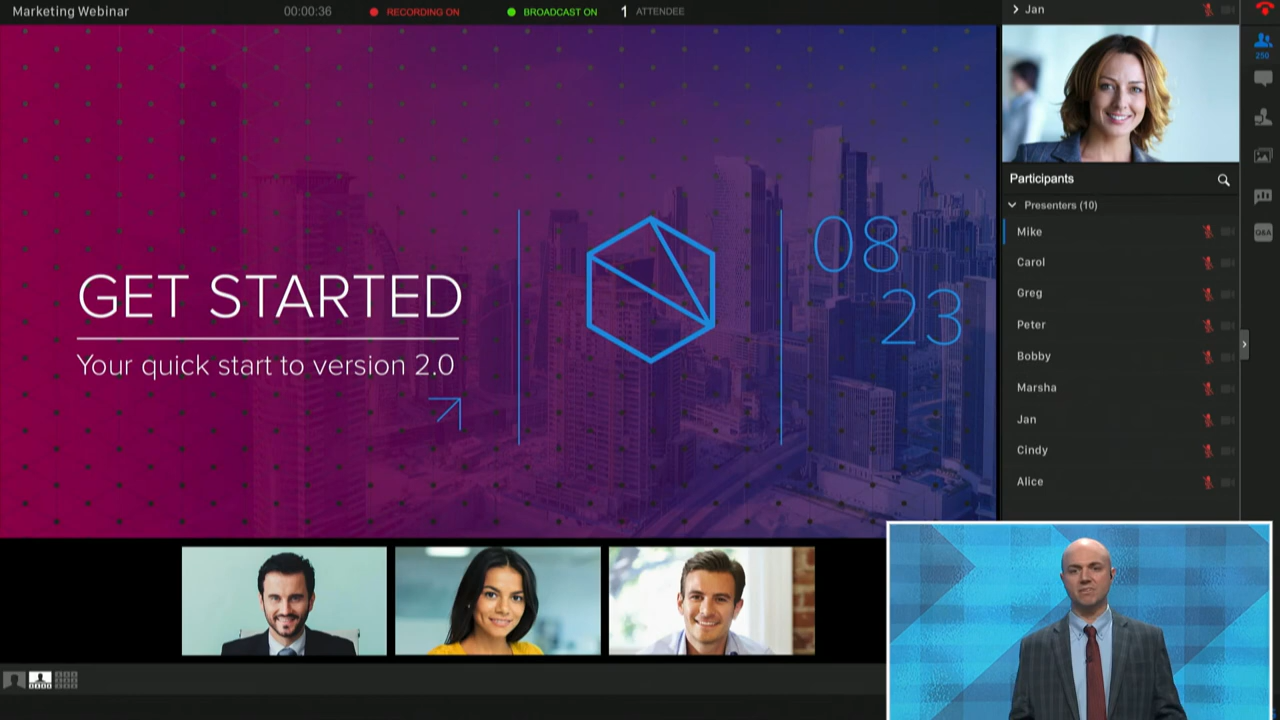 Marketing Webinar
00:00:36
RECORDING ON
BROADCAST ON
1 ATTENDEE
Jan
250
Participants
Presenters (10)
Mike
Carol
Greg
Peter
Bobby
Marsha
Jan
Cindy
Alice
Q&A
GET STARTED
Your quick start to version 2.0
08
23